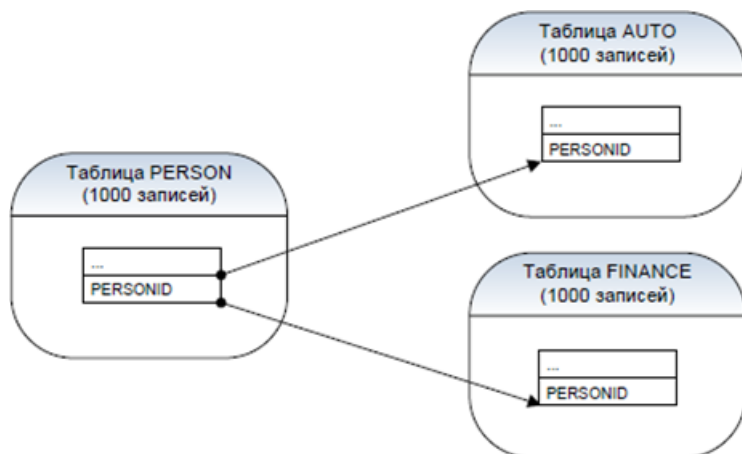 Таблица AUTO
(1000 записей)
...
PERSONID
Таблица PERSON
(1000 записей)
...
PERSONID
Таблица FINANCE
(1000 записей)
...
PERSONID